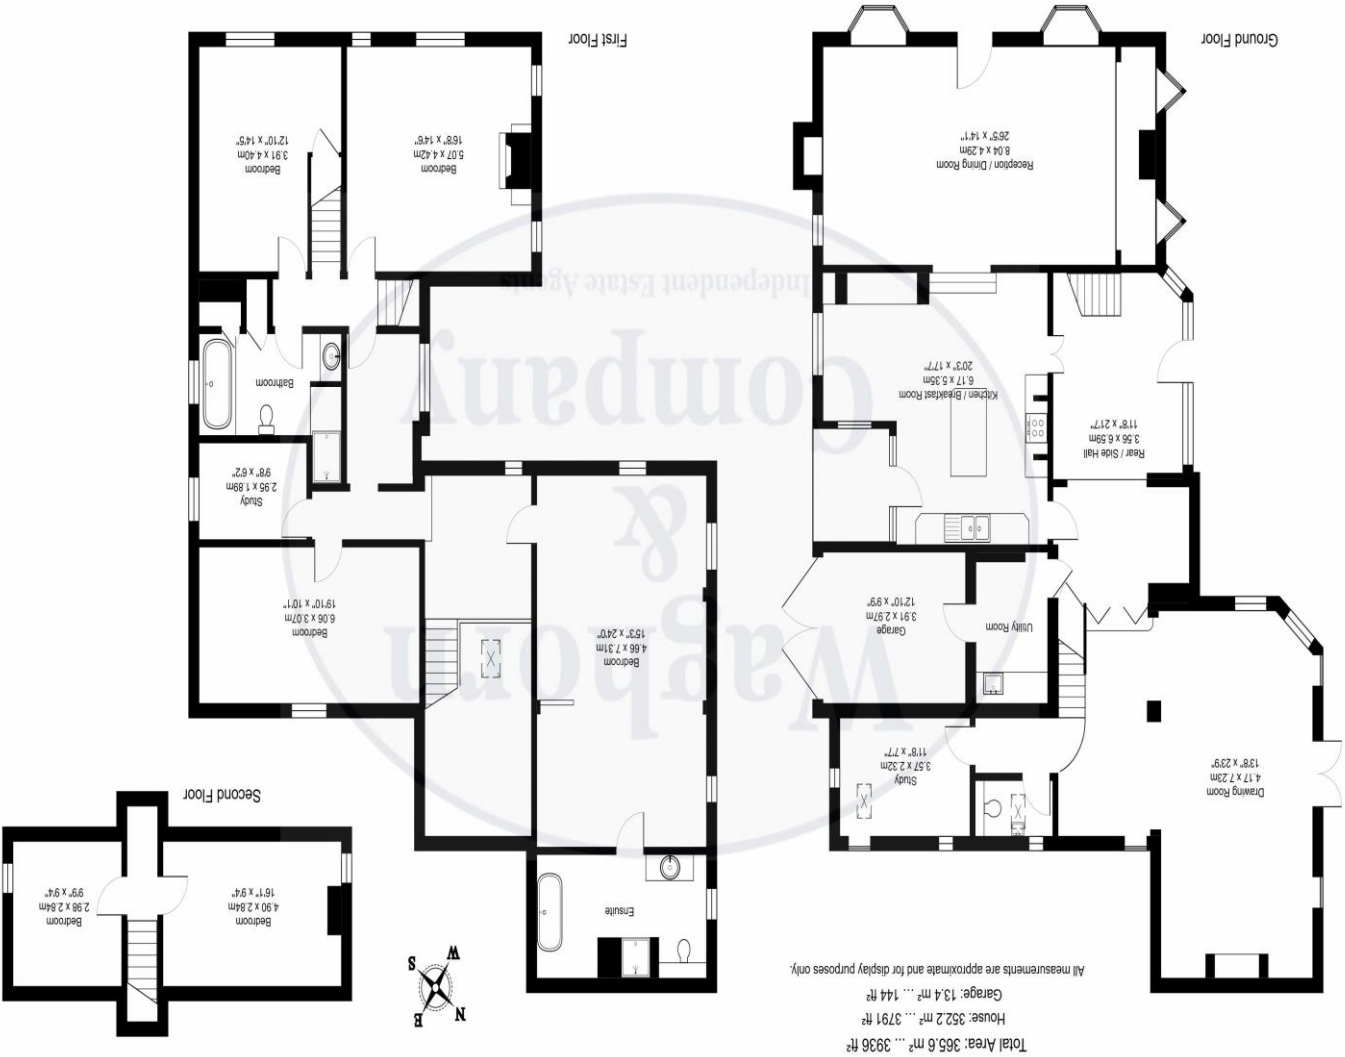 Total Area: 365.6 m² ... 3936 ft²
House: 352.2 m² ... 3791 ft²
Garage: 13.4 m² ... 144 ft²
All measurements are approximate and for display purposes only.
Drawing Room
4.17 x 7.23m
13'8" x 23'9"
Study
3.57 x 2.32m
11'8" x 7'7"
Utility Room
Garage
3.91 x 2.97m
12'10" x 9'9"
Rear / Side Hall
3.56 x 6.59m
11'8" x 21'7"
Kitchen / Breakfast Room
6.17 x 5.35m
20'3" x 17'7"
Reception / Dining Room
8.04 x 4.29m
26'5" x 14'1"
Ground Floor
N
E
S
W
Ensuite
Bedroom
4.66 x 7.31m
15'3" x 24'0"
Bedroom
6.06 x 3.07m
19'10" x 10'1"
Study
2.95 x 1.89m
9'8" x 6'2"
Bathroom
Bedroom
5.07 x 4.42m
16'8" x 14'6"
Bedroom
3.91 x 4.40m
12'10" x 14'5"
First Floor
Bedroom
4.90 x 2.84m
16'1" x 9'4"
Bedroom
2.98 x 2.84m
9'9" x 9'4"
Second Floor
Waghorn
&
Company
Independent Estate Agents